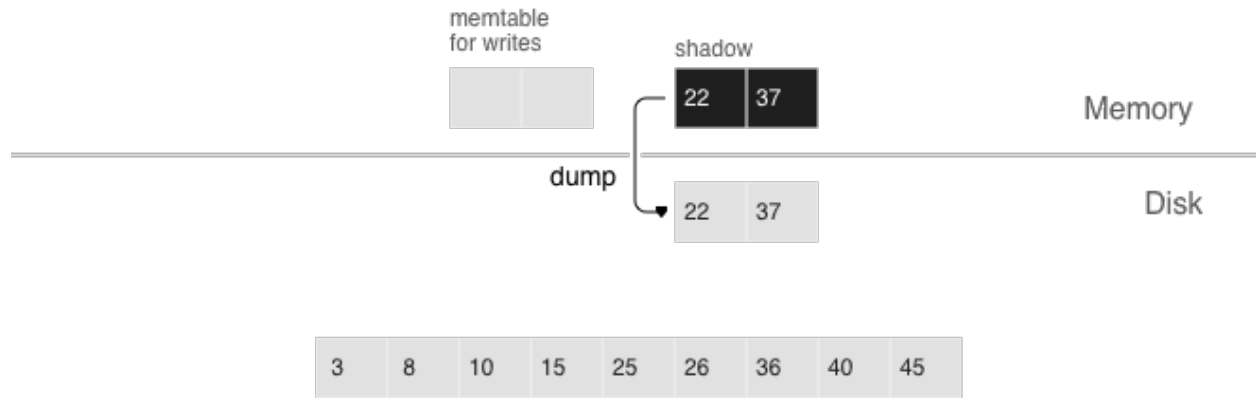 memtable
for writes
shadow
22 37
Memory
dump
22 37
Disk
3 8 10 15 25 26 36 40 45